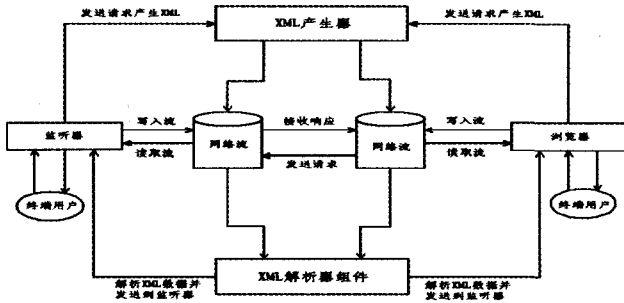 发送请求产生XML
XML产生器
发送请求产生XML
监听器
写入流
网络流
接收响应
网络流
写入流
浏览器
读取流
发送请求
读取流
终端用户
终端用户
解析XML数据并
发送到监听器
XML解析器组件
解析XML数据并
发送到监听器